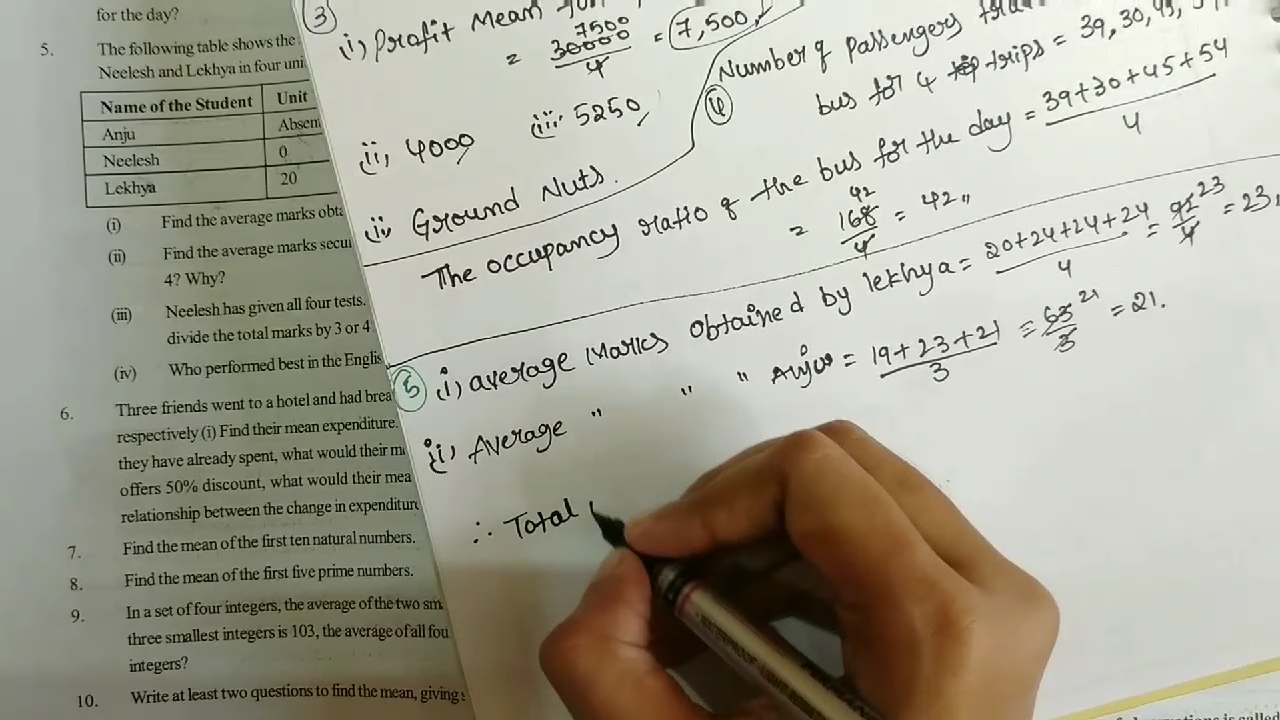 for the day?
5. The following table shows the
Neelesh and Lekhya in four uni
Name of the Student Unit
Anju Absen
Neelesh 0
Lekhya 20
(i) Find the average marks obta
(ii) Find the average marks secu
4? Why?
(iii) Neelesh has given all four tests.
divide the total marks by 3 or 4
(iv) Who performed best in the Englis
6. Three friends went to a hotel and had brea
respectively (i) Find their mean expenditure.
they have already spent, what would their m
offers 50% discount, what would their mea
relationship between the change in expenditure
7. Find the mean of the first ten natural numbers.
8. Find the mean of the first five prime numbers.
9. In a set of four integers, the average of the two sm
three smallest integers is 103, the average of all fou
integers?
10. Write at least two questions to find the mean, giving
3
(i) Profit Mean
= 30000/4 7500 = 7,500
(ii) 4000 (iii) 5250
(iv Ground Nuts.
4 Number of passengers
bus for 4 trips = 39, 30, 45,
The occupancy ratio of the bus for the day = 39+30+45+54/4
= 168/4 42 = 42
5 (i) average Marks obtained by lekhya = 20+24+24+24/4 = 92/4 23 = 23
(ii) Average " " " Anju = 19+23+21/3 = 63/3 21 = 21.
∴ Total